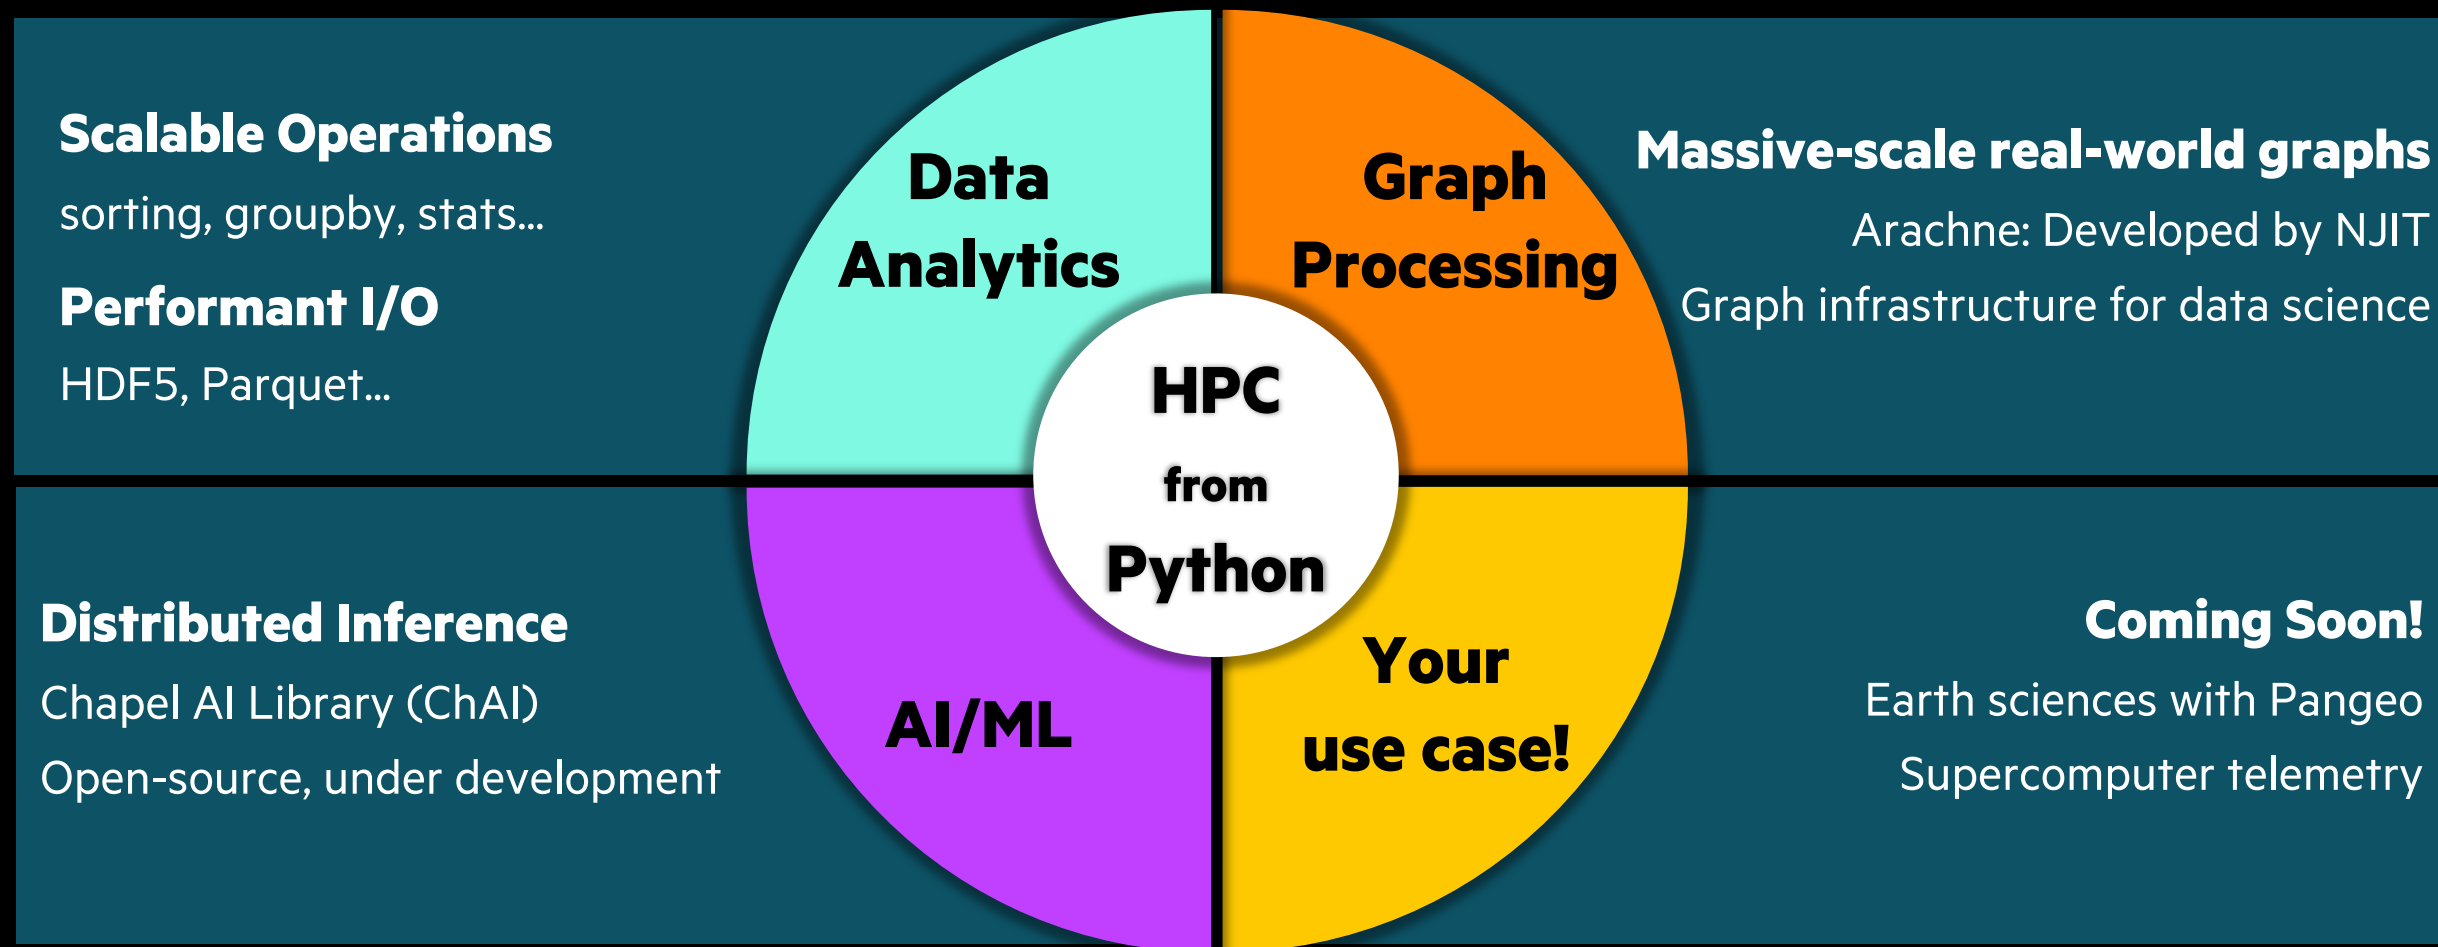 Scalable Operations
sorting, groupby, stats...
Performant I/O
HDF5, Parquet...
Data
Analytics
Graph
Processing
Massive-scale real-world graphs
Arachne: Developed by NJIT
Graph infrastructure for data science
HPC
from
Python
Distributed Inference
Chapel AI Library (ChAI)
Open-source, under development
AI/ML
Your
use case!
Coming Soon!
Earth sciences with Pangeo
Supercomputer telemetry